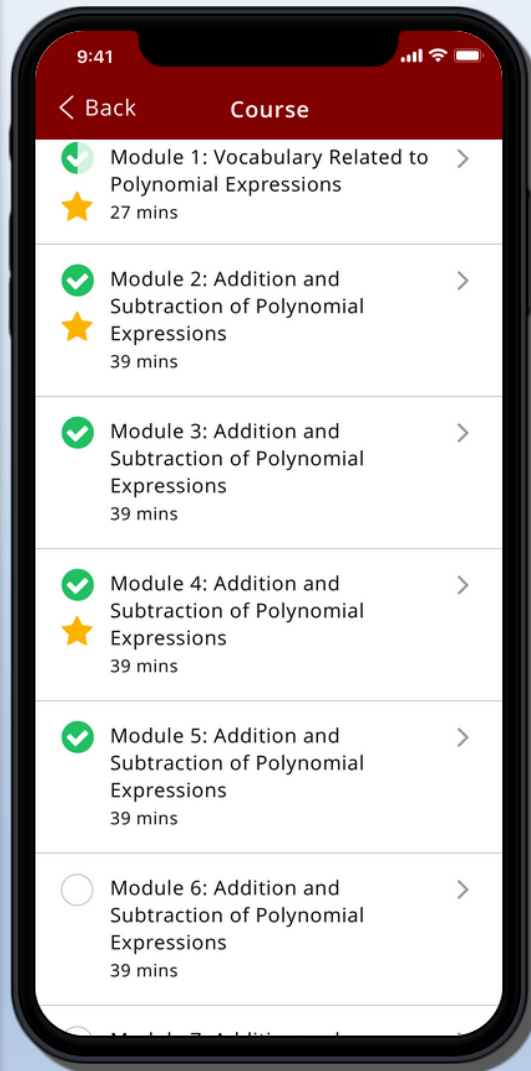 9:41
Back
Course
Module 1: Vocabulary Related to
Polynomial Expressions
27 mins
Module 2: Addition and
Subtraction of Polynomial
Expressions
39 mins
Module 3: Addition and
Subtraction of Polynomial
Expressions
39 mins
Module 4: Addition and
Subtraction of Polynomial
Expressions
39 mins
Module 5: Addition and
Subtraction of Polynomial
Expressions
39 mins
Module 6: Addition and
Subtraction of Polynomial
Expressions
39 mins